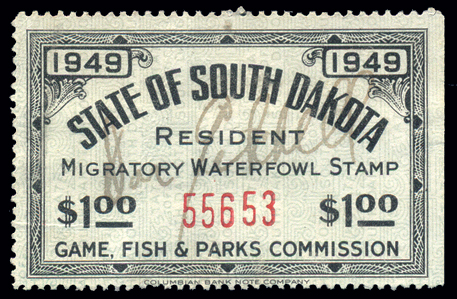 1949 1949
STATE OF SOUTH DAKOTA
RESIDENT
MIGRATORY WATERFOWL STAMP
$1.00 55653 $1.00
GAME, FISH & PARKS COMMISSION
COLUMBIAN BANK NOTE COMPANY